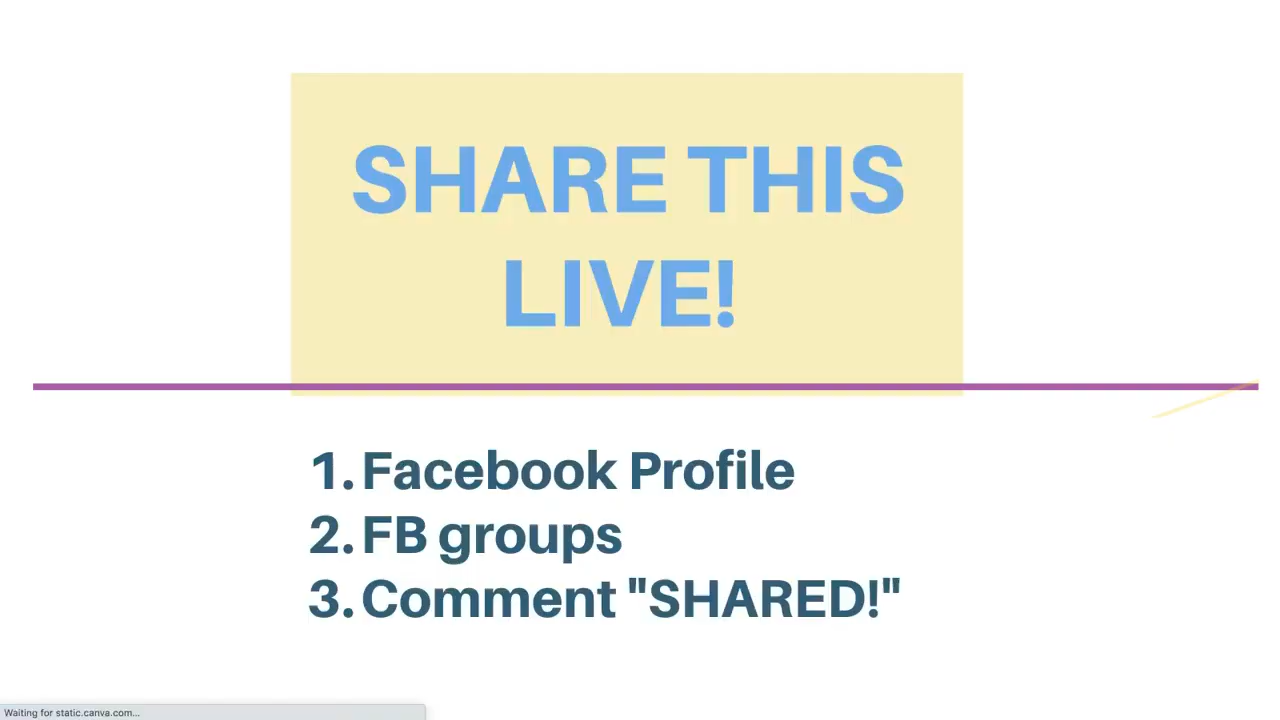 SHARE THIS
LIVE!
1. Facebook Profile
2. FB groups
3. Comment "SHARED!"
Waiting for static.canva.com...